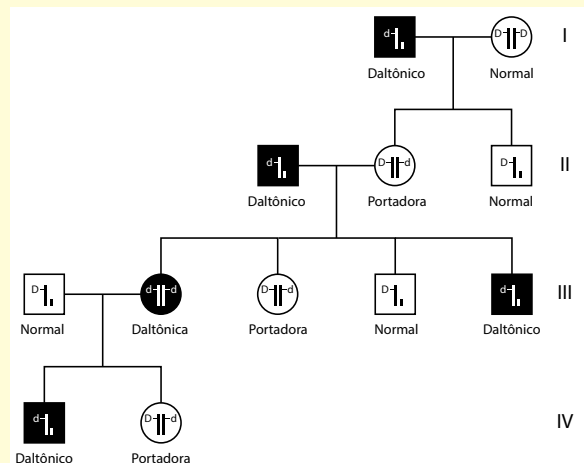 d D D I
Daltônico Normal
d D d D II
Daltônico Portadora Normal
D d d D d D d III
Normal Daltônica Portadora Normal Daltônico
d D d IV
Daltônico Portadora